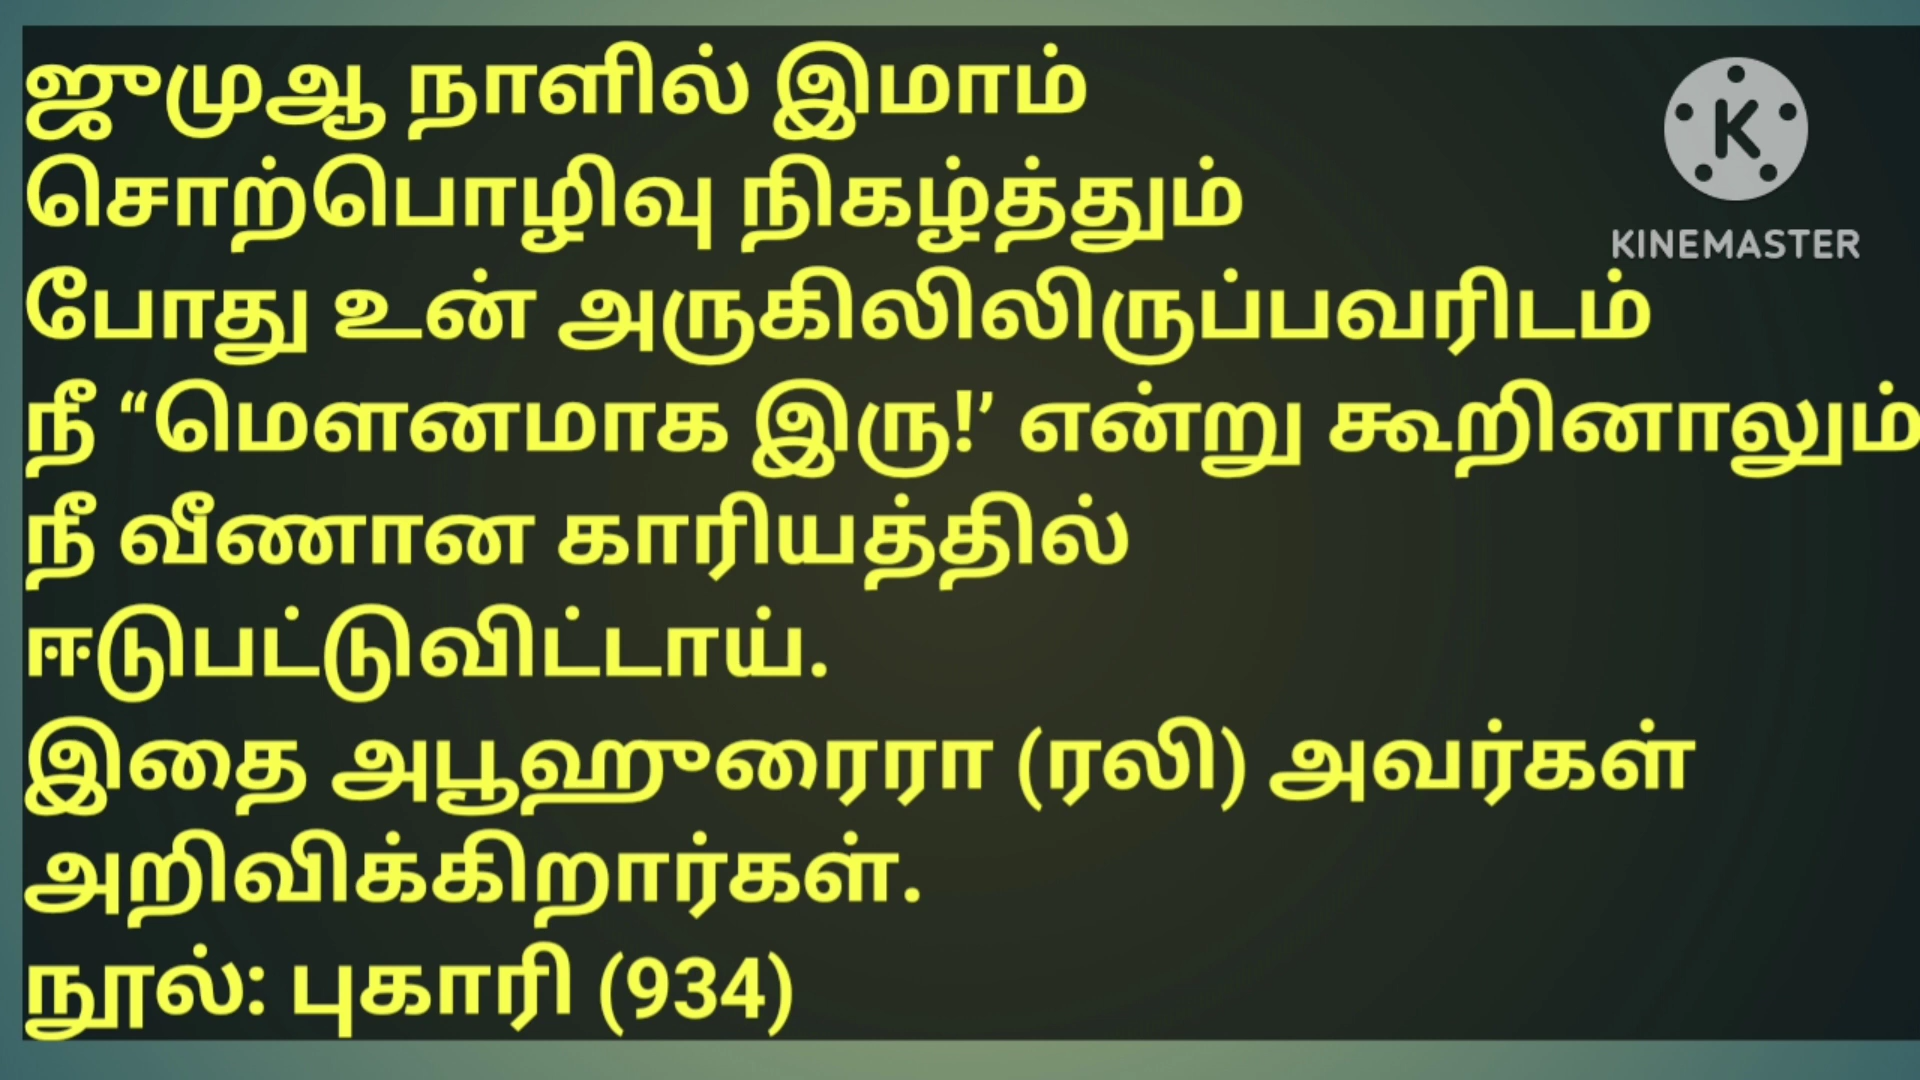 ஜுமுஆ நாளில் இமாம்
சொற்பொழிவு நிகழ்த்தும்
போது உன் அருகிலிலிருப்பவரிடம்
நீ “மௌனமாக இரு!’ என்று கூறினாலும்
நீ வீணான காரியத்தில்
ஈடுபட்டுவிட்டாய்.
இதை அபூஹுரைரா (ரலி) அவர்கள்
அறிவிக்கிறார்கள்.
நூல்: புகாரி (934)
K
KINEMASTER